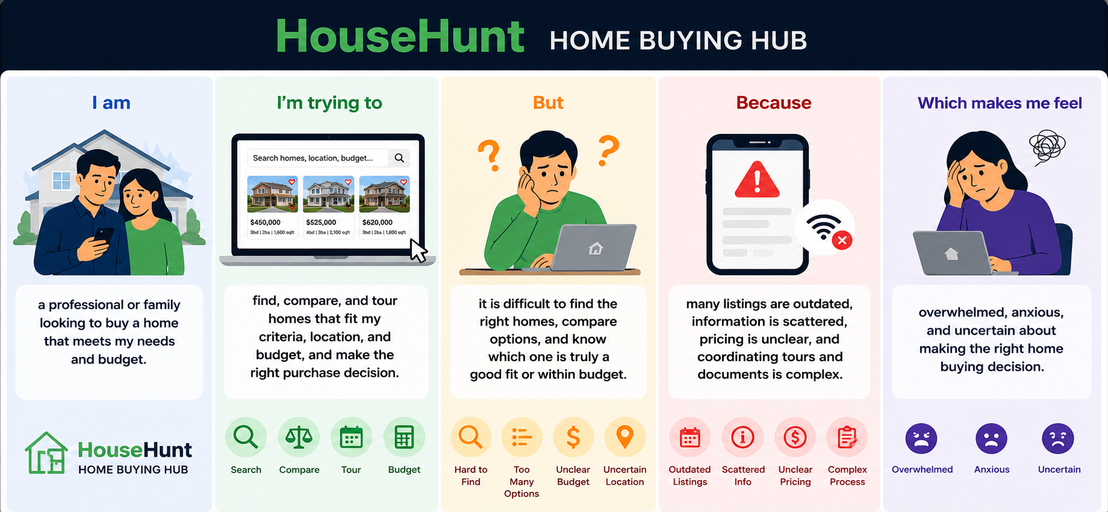 HouseHunt HOME BUYING HUB
I am
a professional or family
looking to buy a home
that meets my needs
and budget.
HouseHunt
HOME BUYING HUB
I'm trying to
Search homes, location, budget...
$450,000
3bd | 2ba | 1,600 sqft
$525,000
4bd | 3ba | 2,100 sqft
$620,000
3bd | 2ba | 1,800 sqft
find, compare, and tour
homes that fit my
criteria, location, and
budget, and make the
right purchase decision.
Search
Compare
Tour
Budget
But
? ?
it is difficult to find the
right homes, compare
options, and know
which one is truly a
good fit or within budget.
Hard to
Find
Too
Many
Options
$
Unclear
Budget
Uncertain
Location
Because
!
many listings are outdated,
information is scattered,
pricing is unclear, and
coordinating tours and
documents is complex.
Outdated
Listings
i
Scattered
Info
$
Unclear
Pricing
Complex
Process
Which makes me feel
overwhelmed, anxious,
and uncertain about
making the right home
buying decision.
Overwhelmed
Anxious
Uncertain